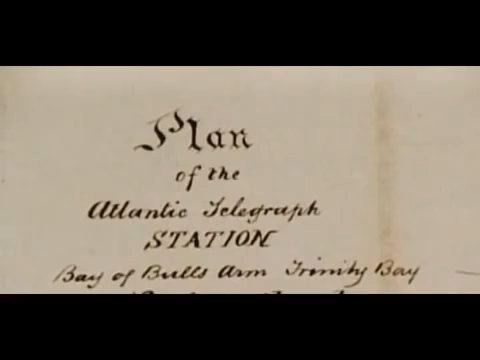 Plan
of the
Atlantic Telegraph
STATION
Bay of Bulls Arm Trinity Bay